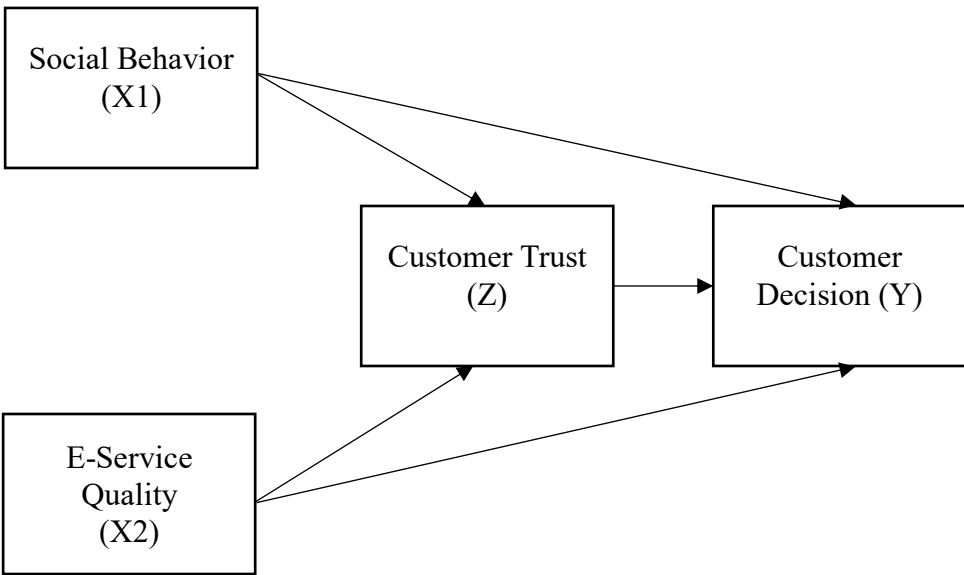 Social Behavior
(X1)
Customer Trust
(Z)
Customer
Decision (Y)
E-Service
Quality
(X2)